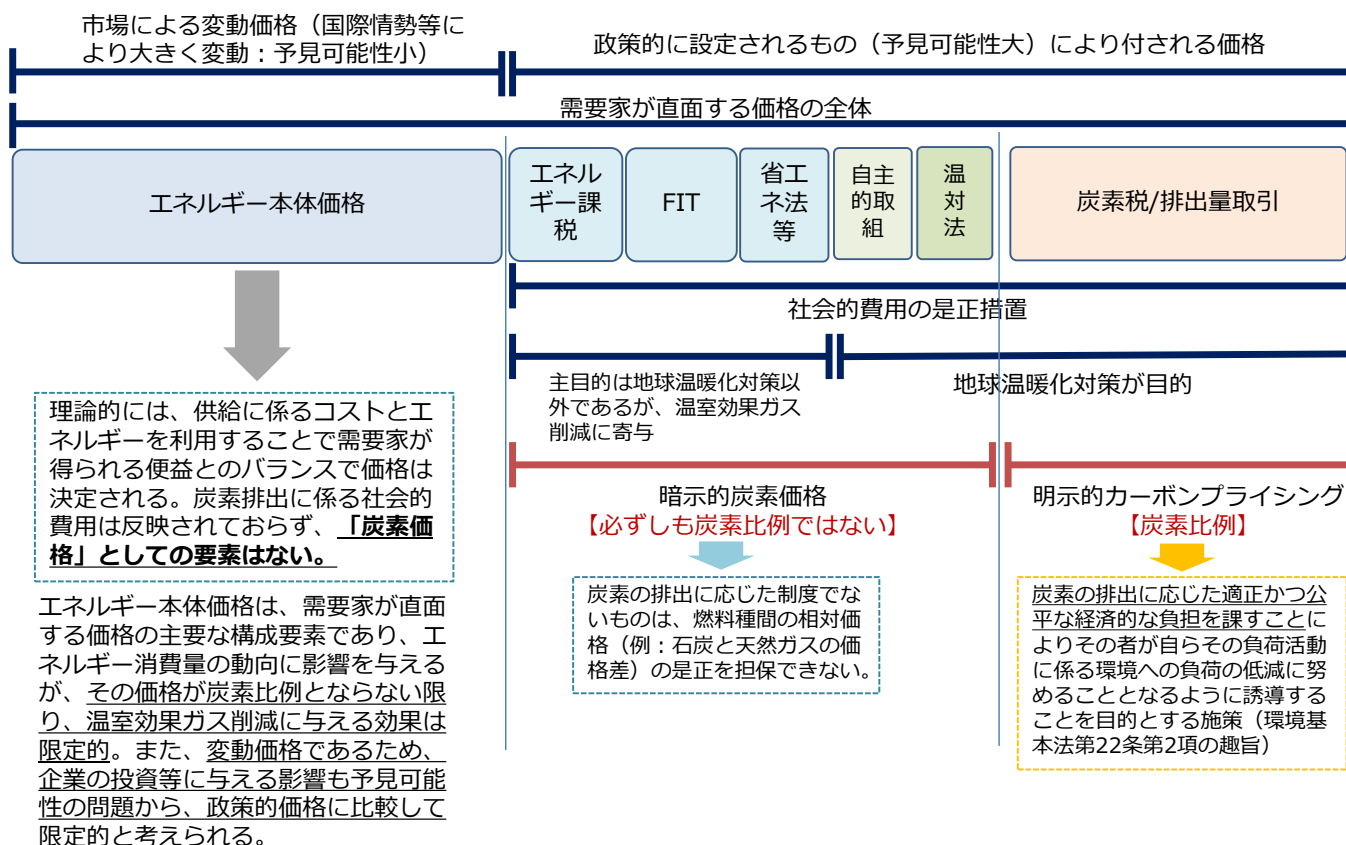 市場による変動価格（国際情勢等に
より大きく変動：予見可能性小）
政策的に設定されるもの（予見可能性大）により付される価格
需要家が直面する価格の全体
エネルギー本体価格
エネル
ギー課
税
FIT
省エ
ネ法
等
自主
的取
組
温
対
法
炭素税/排出量取引
社会的費用の是正措置
主目的は地球温暖化対策以
外であるが、温室効果ガス
削減に寄与
地球温暖化対策が目的
理論的には、供給に係るコストとエ
ネルギーを利用することで需要家が
得られる便益とのバランスで価格は
決定される。炭素排出に係る社会的
費用は反映されておらず、「炭素価
格」としての要素はない。
エネルギー本体価格は、需要家が直面
する価格の主要な構成要素であり、エ
ネルギー消費量の動向に影響を与える
が、その価格が炭素比例とならない限
り、温室効果ガス削減に与える効果は
限定的。また、変動価格であるため、
企業の投資等に与える影響も予見可能
性の問題から、政策的価格に比較して
限定的と考えられる。
暗示的炭素価格
【必ずしも炭素比例ではない】
炭素の排出に応じた制度でな
いものは、燃料種間の相対価
格（例：石炭と天然ガスの価
格差）の是正を担保できない。
明示的カーボンプライシング
【炭素比例】
炭素の排出に応じた適正かつ公
平な経済的な負担を課すことに
よりその者が自らその負荷活動
に係る環境への負荷の低減に努
めることとなるように誘導する
ことを目的とする施策（環境基
本法第22条第2項の趣旨）